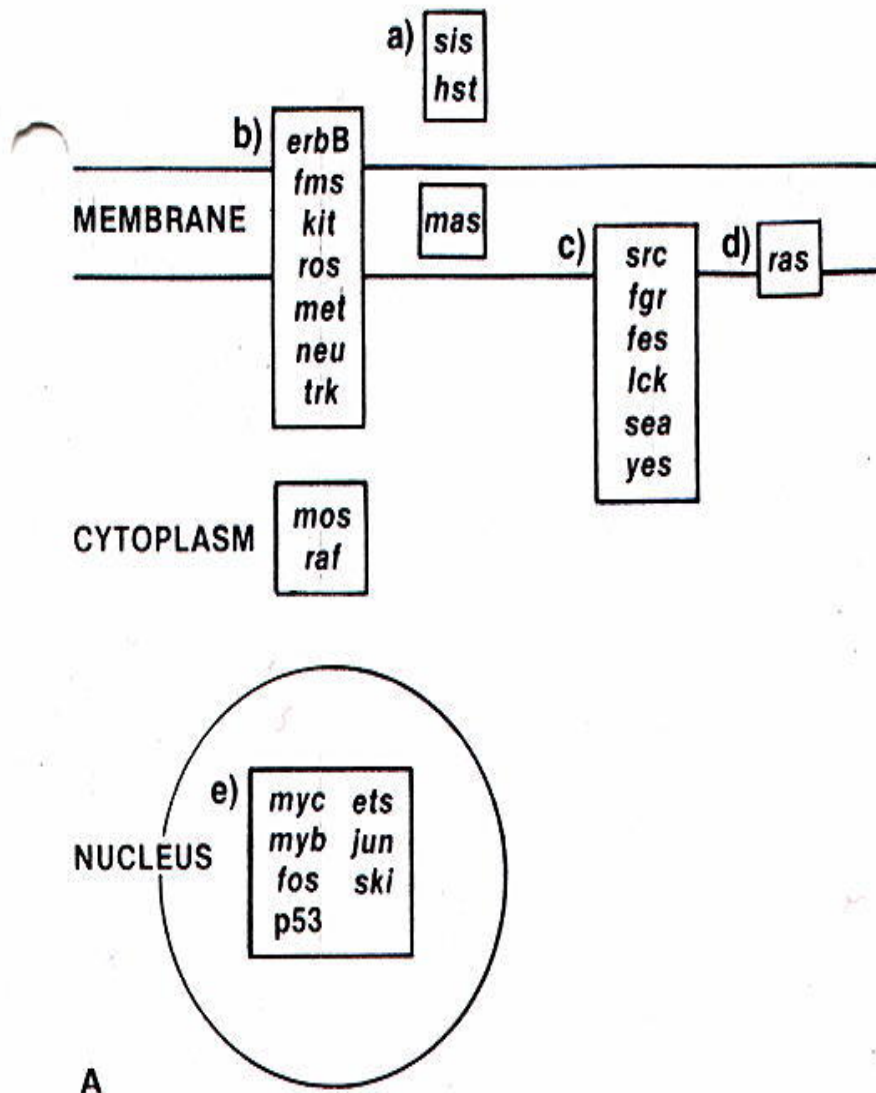 a)
sis
hst
b)
erbB
fms
kit
ros
met
neu
trk
MEMBRANE
mas
c)
src
fgr
fes
lck
sea
yes
d)
ras
CYTOPLASM
mos
raf
NUCLEUS
e)
myc ets
myb jun
fos ski
p53
A